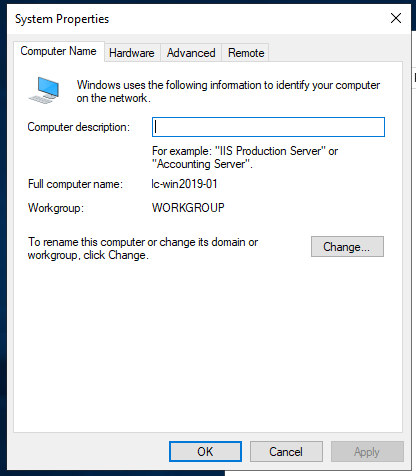 System Properties
Computer Name Hardware Advanced Remote
Windows uses the following information to identify your computer
on the network.
Computer description:
For example: "IIS Production Server" or
"Accounting Server".
Full computer name: lc-win2019-01
Workgroup: WORKGROUP
To rename this computer or change its domain or
workgroup, click Change.
Change...
OK Cancel Apply